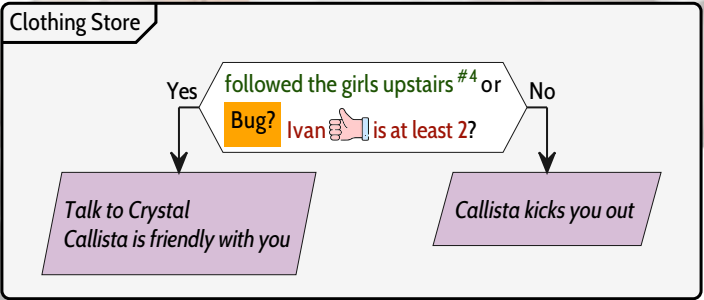 Clothing Store
Yes
followed the girls upstairs #4 or
No
Bug? Ivan is at least 2?
Talk to Crystal
Callista is friendly with you
Callista kicks you out